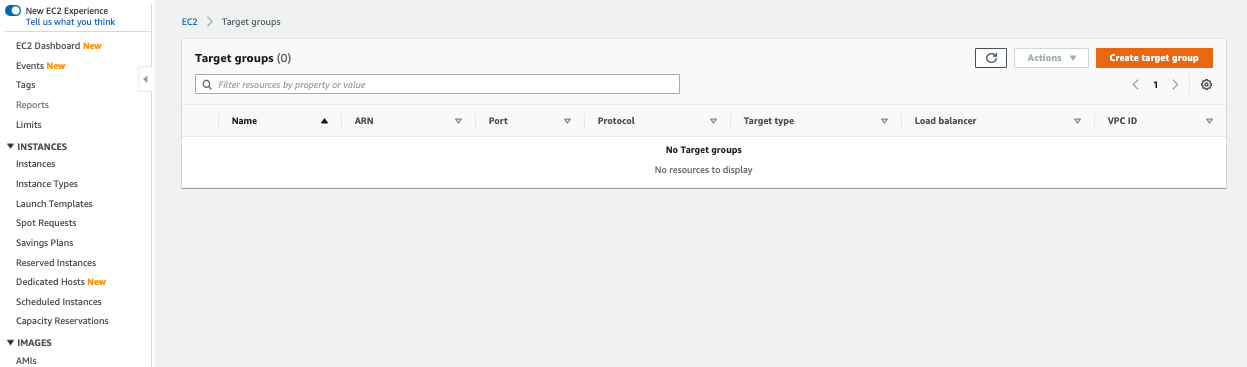 New EC2 Experience
Tell us what you think
EC2 Dashboard New
Events New
Tags
Reports
Limits
INSTANCES
Instances
Instance Types
Launch Templates
Spot Requests
Savings Plans
Reserved Instances
Dedicated Hosts New
Scheduled Instances
Capacity Reservations
IMAGES
AMIs
EC2 > Target groups
Target groups (0)
Actions
Create target group
Filter resources by property or value
1
Name ARN Port Protocol Target type Load balancer VPC ID
No Target groups
No resources to display